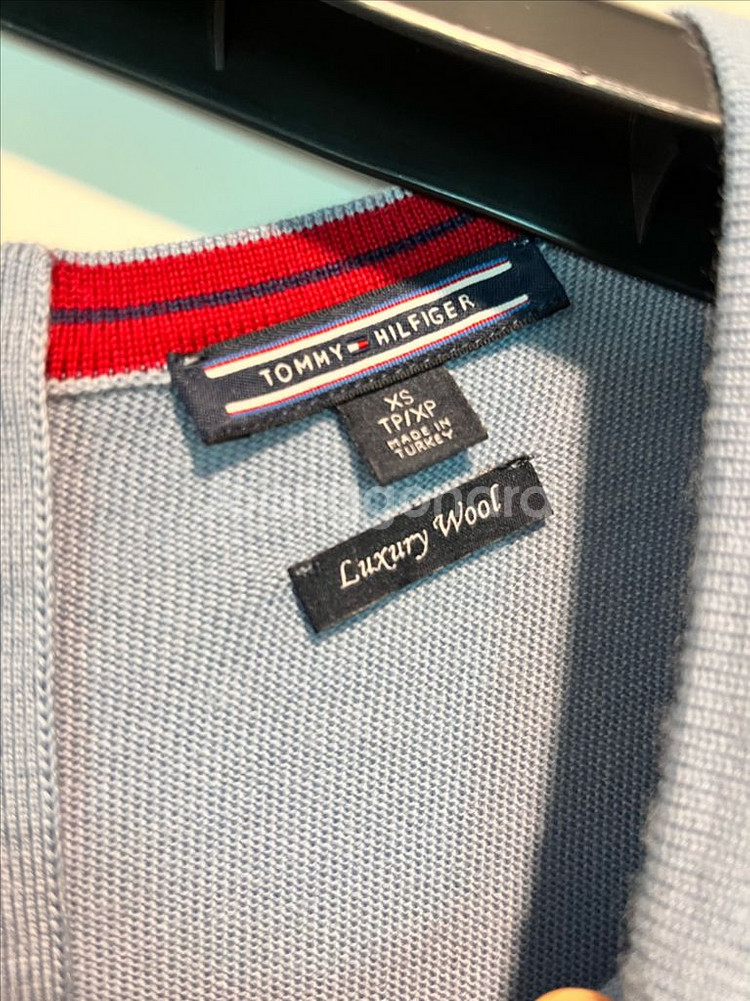 TOMMY HILFIGER
XS
TP/XP
MADE IN
TURKEY
Luxury Wool